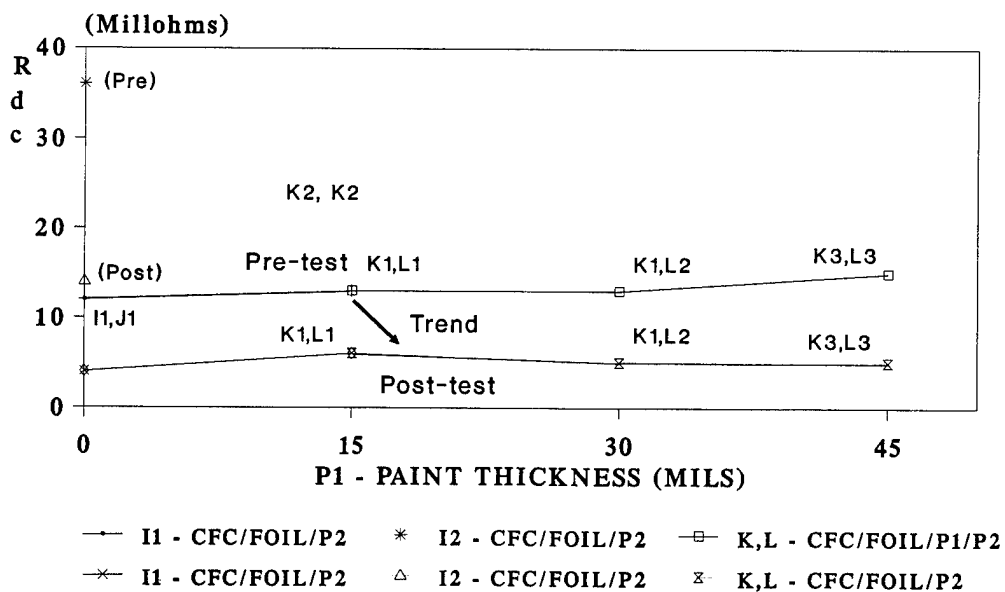 (Millohms)
40
R
d
c
(Pre)
30
K2, K2
20
(Post)
Pre-test
K1,L1
K1,L2
K3,L3
I1,J1
10
Trend
K1,L1
K1,L2
K3,L3
Post-test
0
0 15 30 45
P1 - PAINT THICKNESS (MILS)
I1 - CFC/FOIL/P2 I2 - CFC/FOIL/P2 K,L - CFC/FOIL/P1/P2
I1 - CFC/FOIL/P2 I2 - CFC/FOIL/P2 K,L - CFC/FOIL/P2